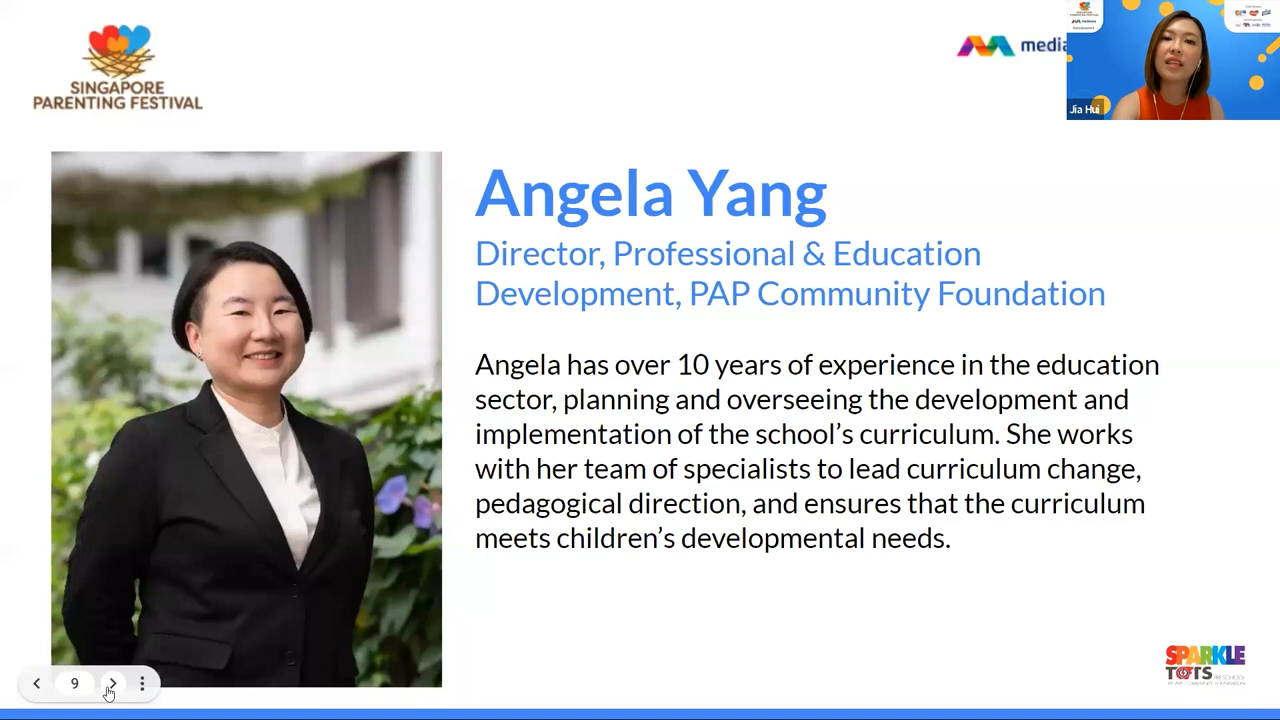 SINGAPORE
PARENTING FESTIVAL
media
Jia Hui
Angela Yang
Director, Professional & Education
Development, PAP Community Foundation
Angela has over 10 years of experience in the education
sector, planning and overseeing the development and
implementation of the school’s curriculum. She works
with her team of specialists to lead curriculum change,
pedagogical direction, and ensures that the curriculum
meets children’s developmental needs.
SPARKLE
TOTS
9